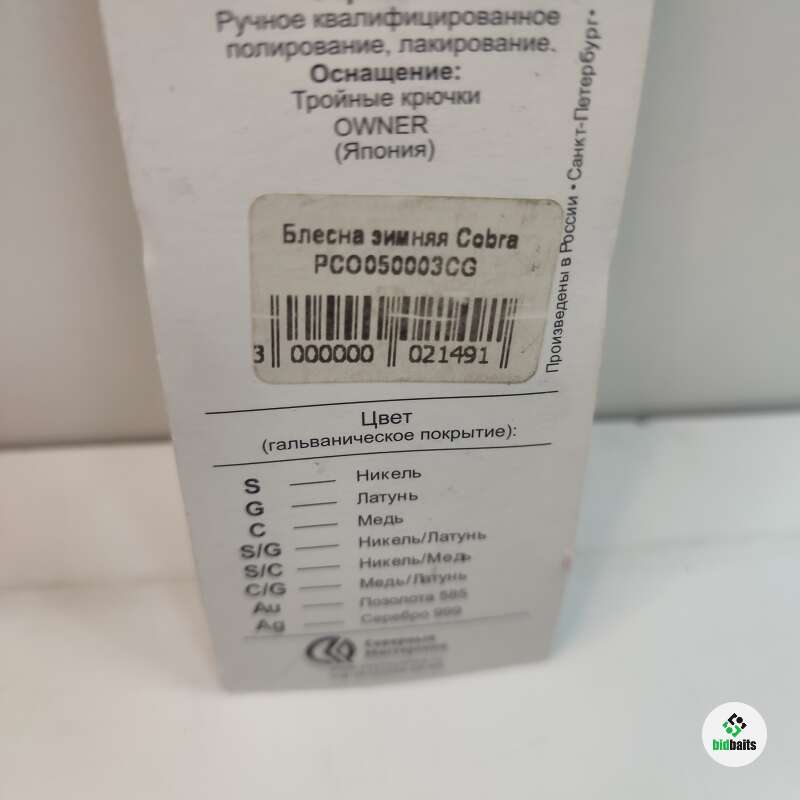 Ручное квалифицированное
полирование, лакирование.
Оснащение:
Тройные крючки
OWNER
(Япония)
Произведены в России • Санкт-Петербург •
Блесна зимняя Cobra
PCO050003CG
3 000000 021491
Цвет
(гальваническое покрытие):
S — Никель
G — Латунь
C — Медь
S/G — Никель/Латунь
S/C — Никель/Медь
C/G — Медь/Латунь
Au — Позолота 585
Ag — Серебро 999
bidbaits